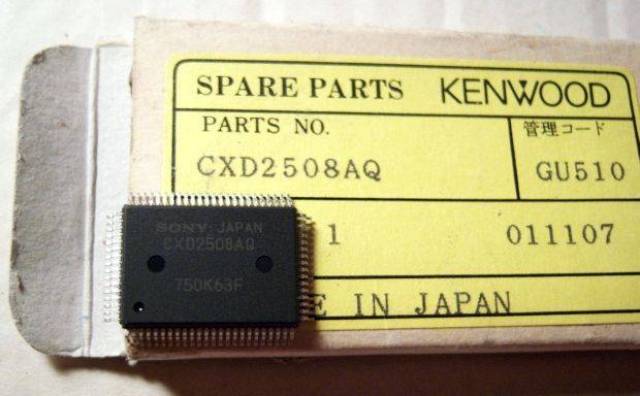 SPARE PARTS KENWOOD
PARTS NO. 管理コード
CXD2508AQ GU510
1 011107
E IN JAPAN
SONY JAPAN
CXD2508AQ
750K63F